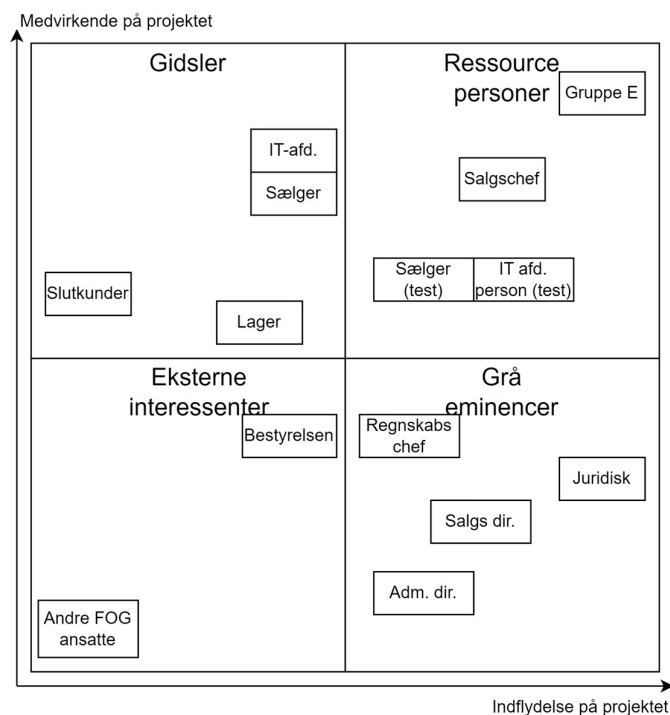 Medvirkende på projektet
Gidsler
Ressource
personer
Gruppe E
IT-afd.
Sælger
Salgschef
Slutkunder
Lager
Sælger
(test)
IT afd.
person (test)
Eksterne
interessenter
Bestyrelsen
Grå
eminencer
Regnskabs
chef
Juridisk
Salgs dir.
Adm. dir.
Andre FOG
ansatte
Indflydelse på projektet